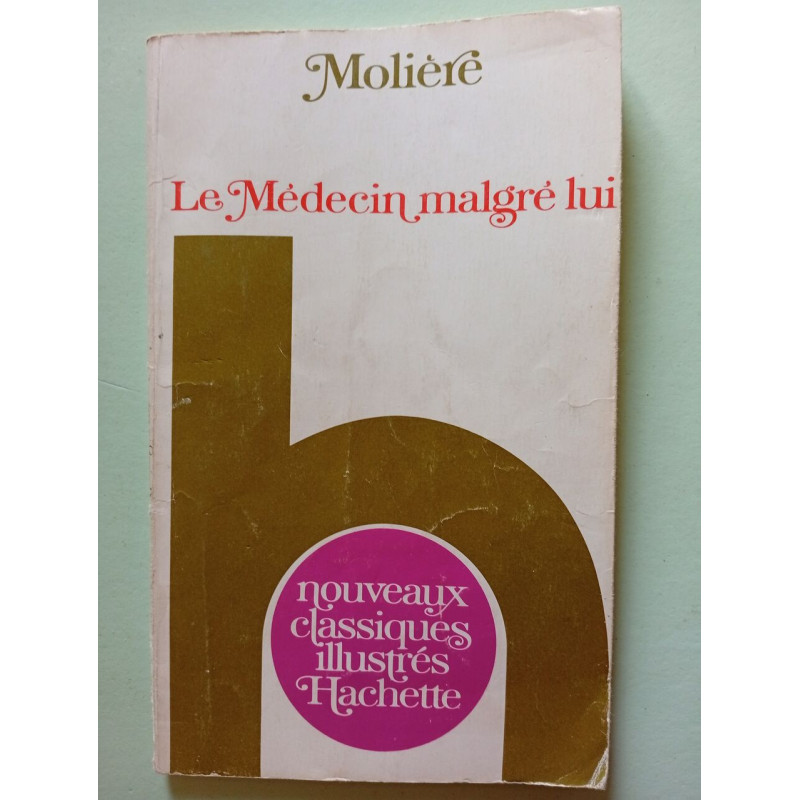 Molière
Le Médecin malgré lui
nouveaux
classiques
illustrés
Hachette